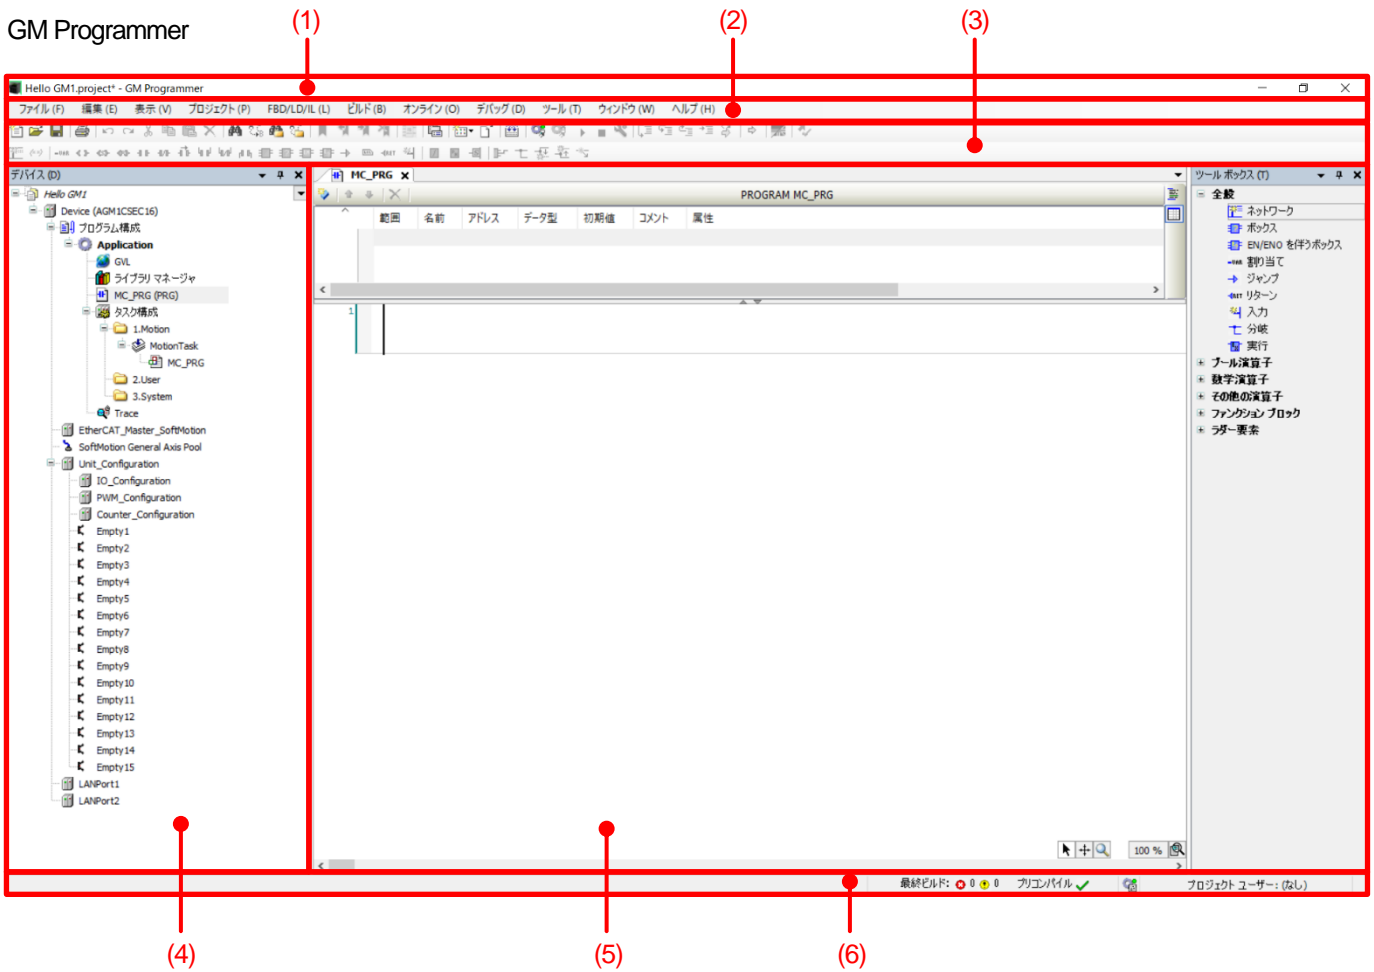 GM Programmer
(1)
(2)
(3)
Hello GM1.project* - GM Programmer
ファイル (F) 編集 (E) 表示 (V) プロジェクト (P) FBD/LD/IL (L) ビルド (B) オンライン (O) デバッグ (D) ツール (T) ウィンドウ (W) ヘルプ (H)
デバイス (D)
Hello GM1
Device (AGM1CSEC16)
プログラム構成
Application
GVL
ライブラリ マネージャ
MC_PRG (PRG)
タスク構成
1.Motion
MotionTask
MC_PRG
2.User
3.System
Trace
EtherCAT_Master_SoftMotion
SoftMotion General Axis Pool
Unit_Configuration
IO_Configuration
PWM_Configuration
Counter_Configuration
Empty1
Empty2
Empty3
Empty4
Empty5
Empty6
Empty7
Empty8
Empty9
Empty10
Empty11
Empty12
Empty13
Empty14
Empty15
LANPort1
LANPort2
MC_PRG
PROGRAM MC_PRG
範囲 名前 アドレス データ型 初期値 コメント 属性
1
100 %
ツール ボックス (T)
全般
ネットワーク
ボックス
EN/ENO を伴うボックス
割り当て
ジャンプ
リターン
入力
分岐
実行
ブール演算子
数学演算子
その他の演算子
ファンクション ブロック
ラダー要素
最終ビルド: 0 0 プリコンパイル プロジェクト ユーザー: (なし)
(4)
(5)
(6)